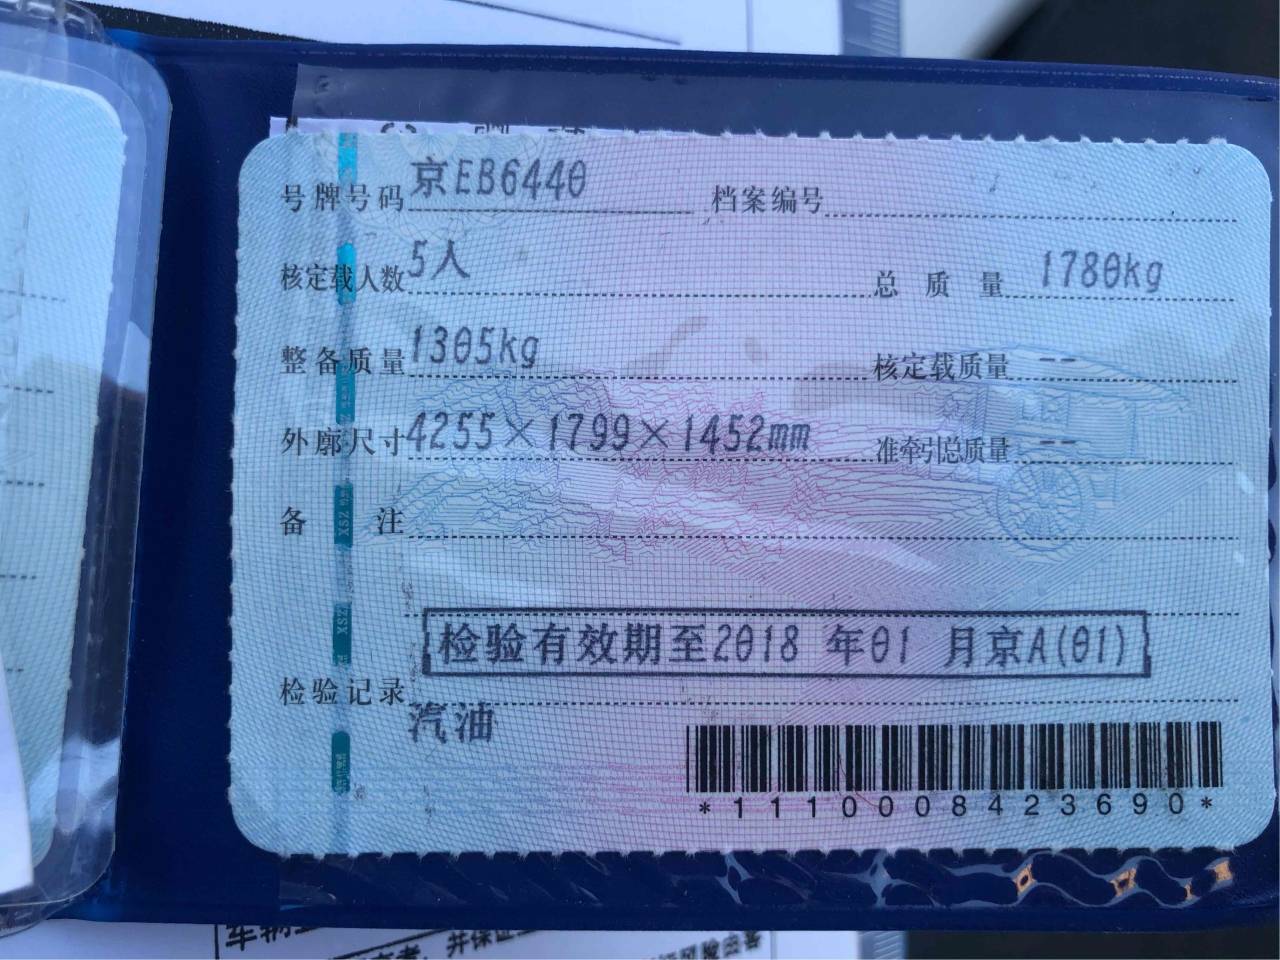 号牌号码 京EB6440 档案编号
核定载人数 5人 总质量 1780kg
整备质量 1305kg 核定载质量 --
外廓尺寸 4255×1799×1452mm 准牵引总质量 --
备注
检验有效期至2018 年01 月京A(01)
检验记录
汽油
*1110008423690*